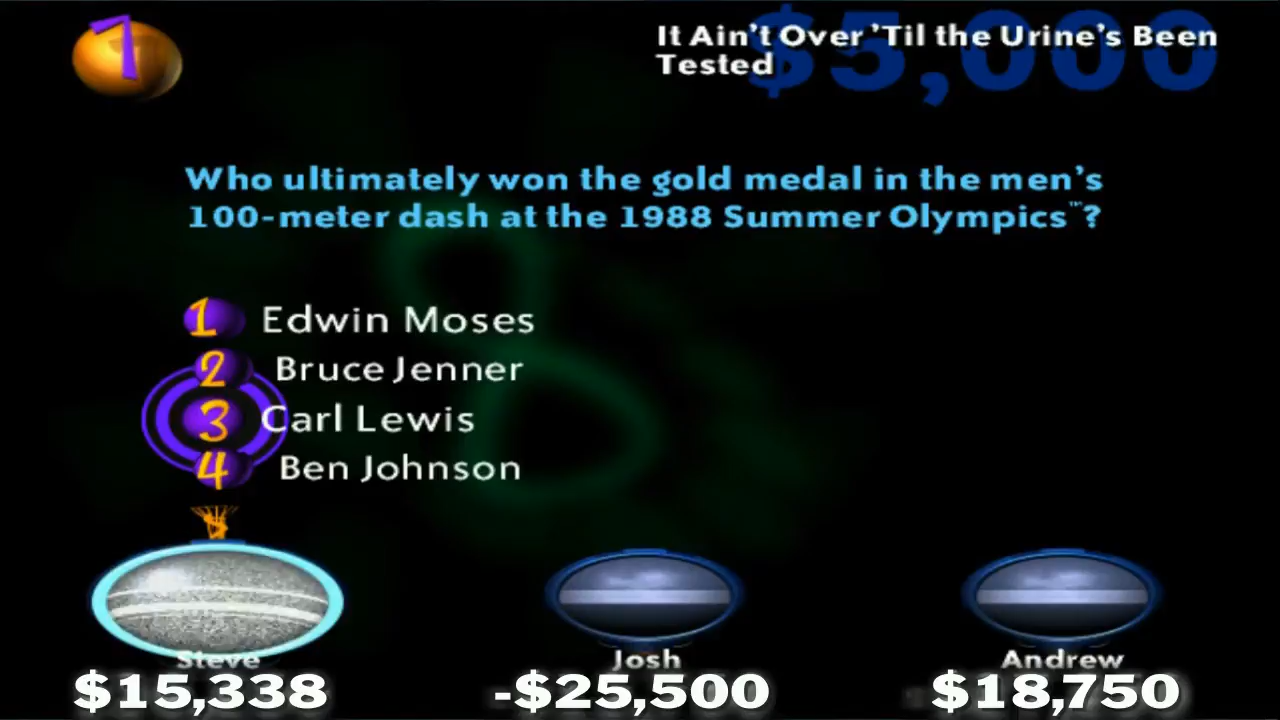 7
$5,000
It Ain't Over 'Til the Urine's Been
Tested
Who ultimately won the gold medal in the men's
100-meter dash at the 1988 Summer Olympics™?
1 Edwin Moses
2 Bruce Jenner
3 Carl Lewis
4 Ben Johnson
Steve Josh Andrew
$15,338 -$25,500 $18,750